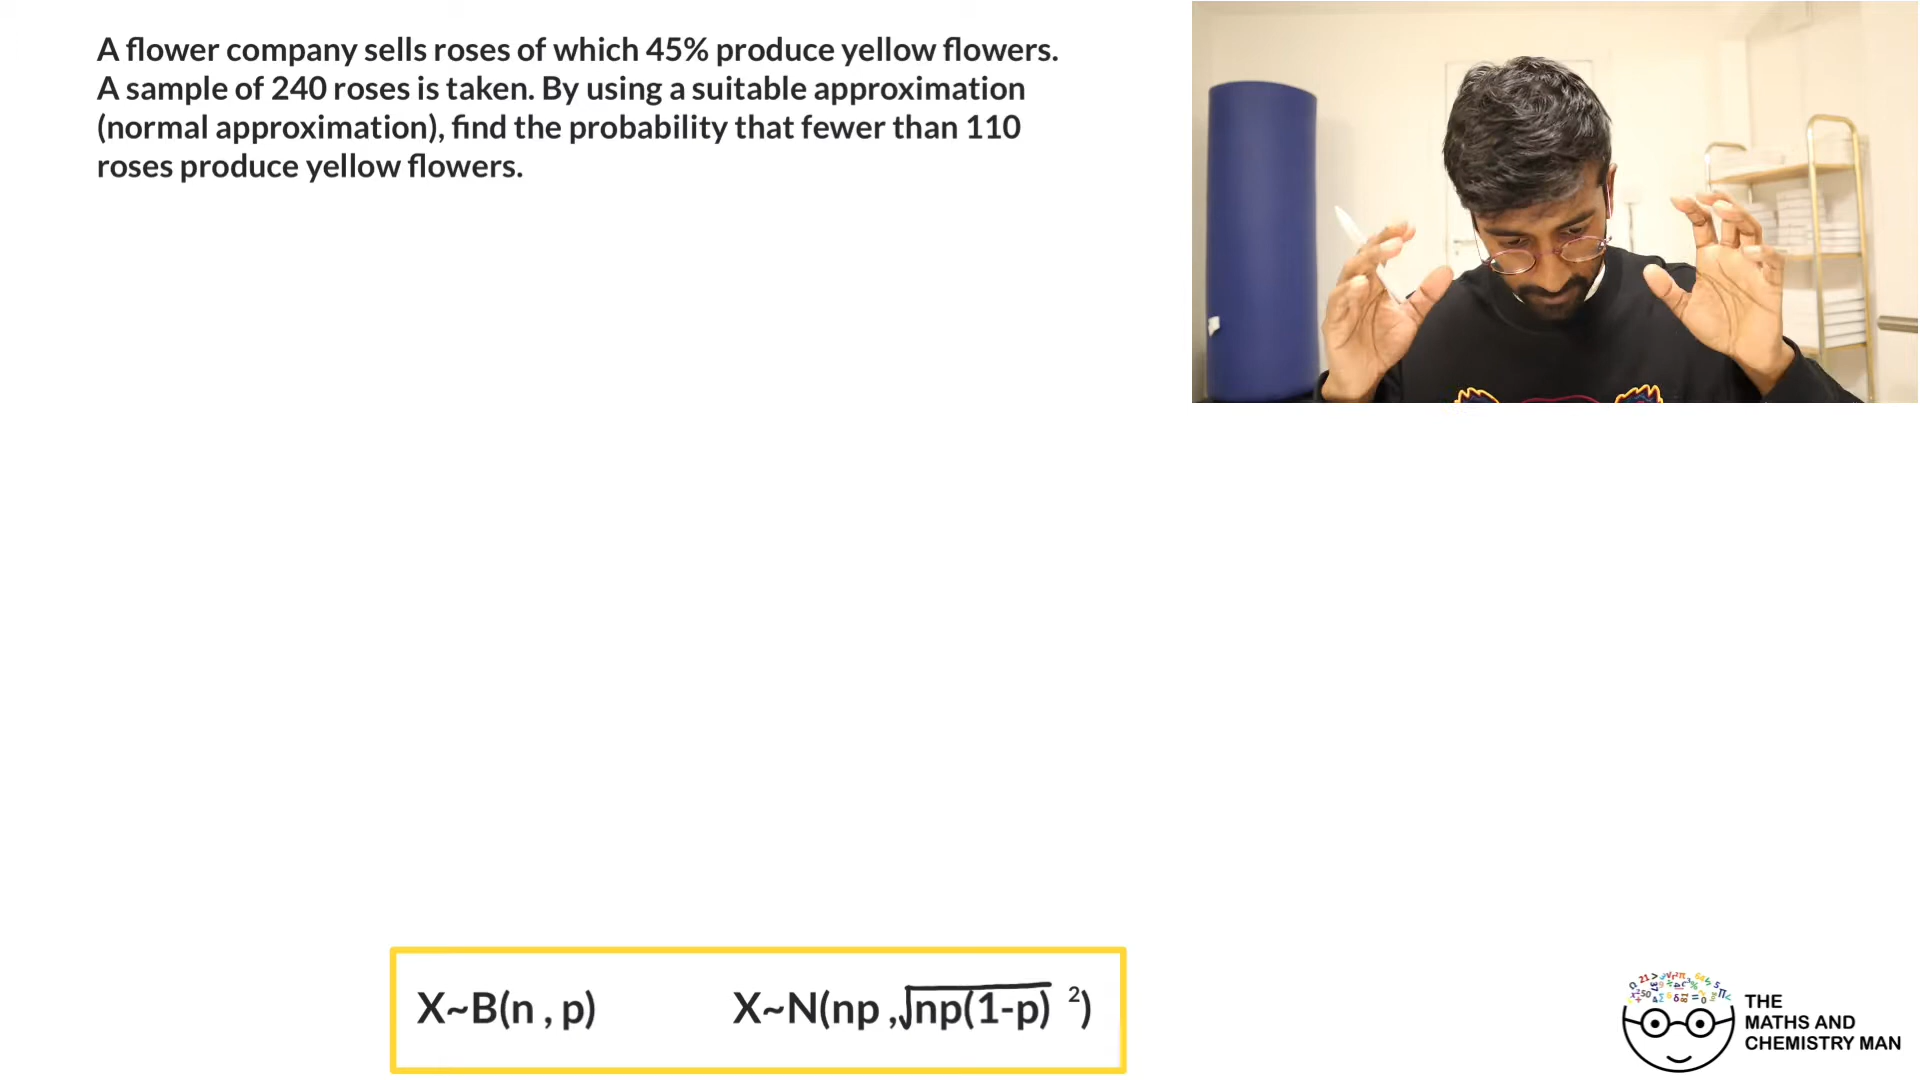 A flower company sells roses of which 45% produce yellow flowers.
A sample of 240 roses is taken. By using a suitable approximation
(normal approximation), find the probability that fewer than 110
roses produce yellow flowers.
X~B(n , p) X~N(np ,√np(1-p) ²)
THE
MATHS AND
CHEMISTRY MAN